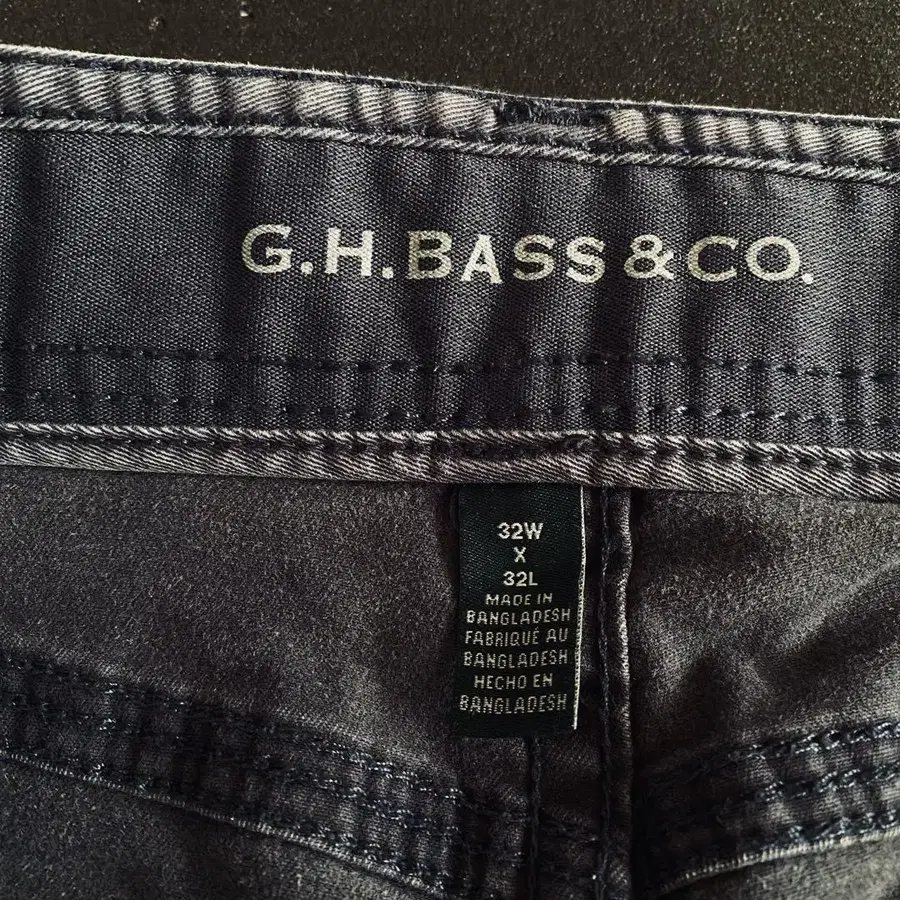 G.H.BASS & CO.
32W
X
32L
MADE IN
BANGLADESH
FABRIQUÉ AU
BANGLADESH
HECHO EN
BANGLADESH